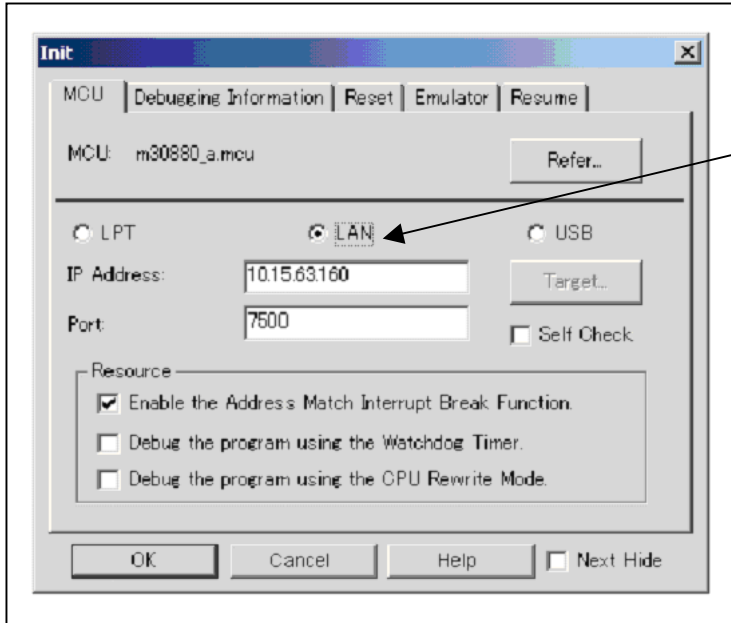 Init
MCU Debugging Information Reset Emulator Resume
MCU: m30880_a.mcu Refer...
LPT LAN USB
IP Address: 10.15.63.160 Target...
Port: 7500 Self Check
Resource
Enable the Address Match Interrupt Break Function.
Debug the program using the Watchdog Timer.
Debug the program using the CPU Rewrite Mode.
OK Cancel Help Next Hide